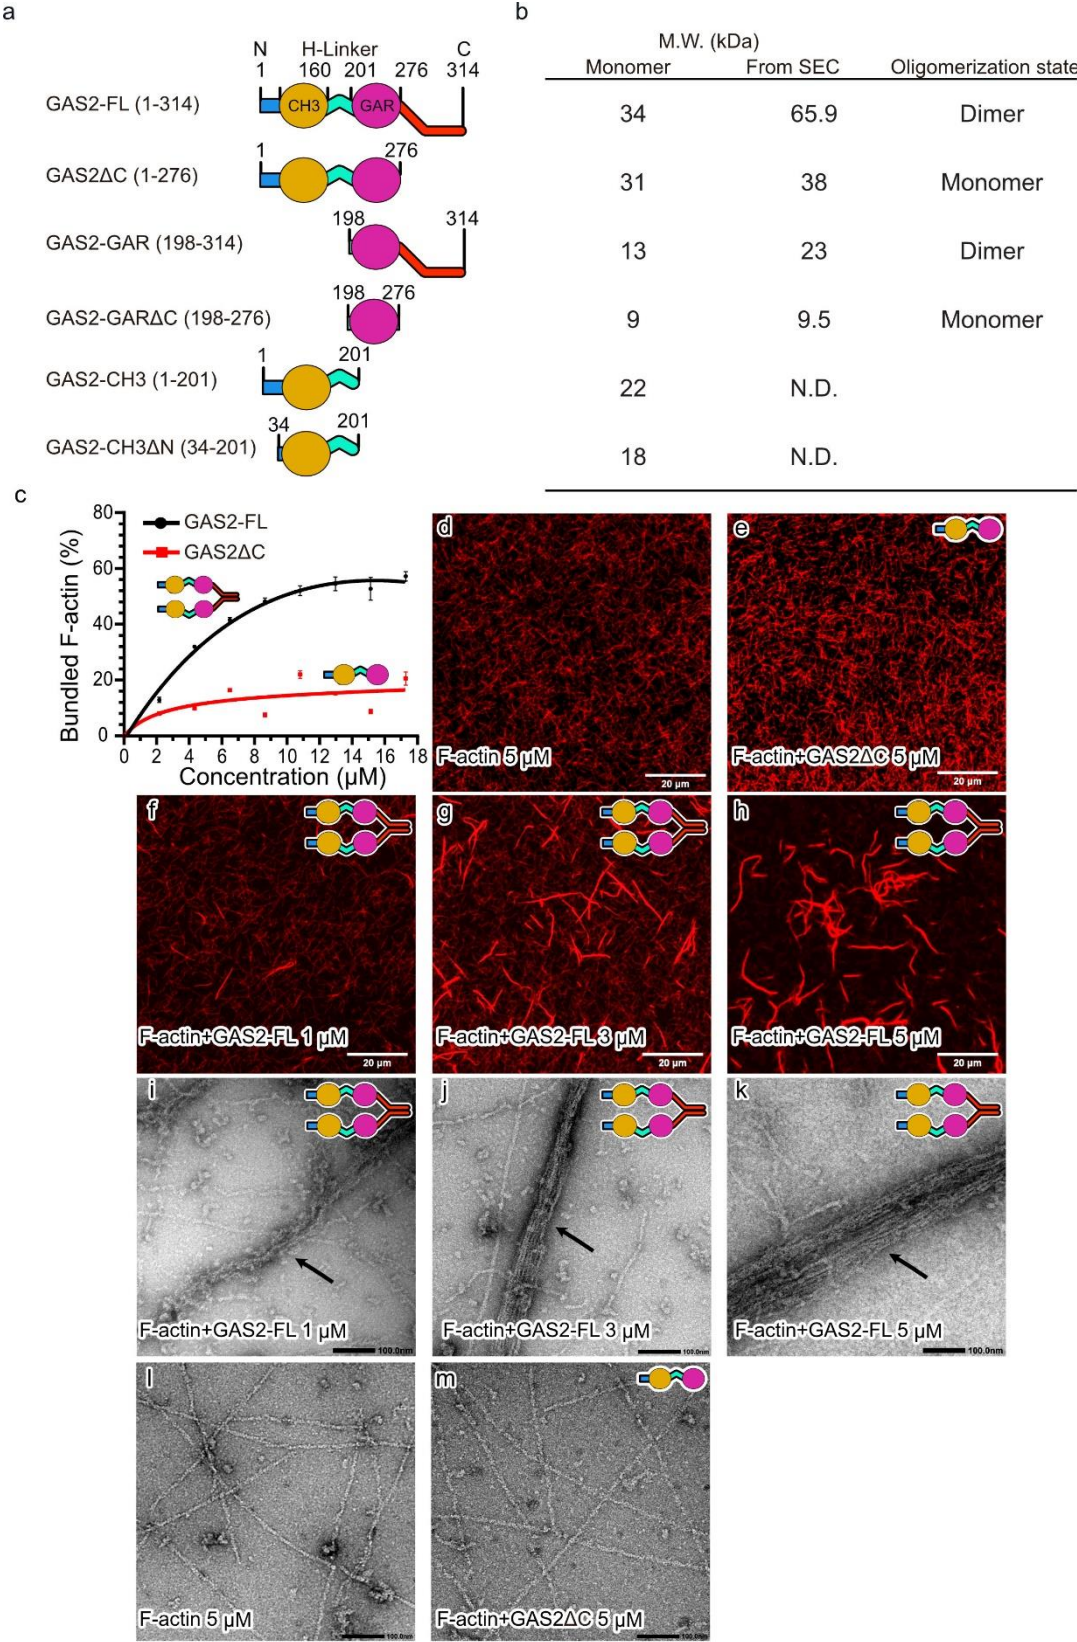 a
N H-Linker C
1 160 201 276 314
GAS2-FL (1-314)
CH3 GAR
1 276
GAS2ΔC (1-276)
198 314
GAS2-GAR (198-314)
198 276
GAS2-GARΔC (198-276)
1 201
GAS2-CH3 (1-201)
34 201
GAS2-CH3ΔN (34-201)
b
M.W. (kDa)
Monomer From SEC Oligomerization state
34 65.9 Dimer
31 38 Monomer
13 23 Dimer
9 9.5 Monomer
22 N.D.
18 N.D.
c
Bundled F-actin (%)
80
60
40
20
0
GAS2-FL
GAS2ΔC
0 2 4 6 8 10 12 14 16 18
Concentration (μM)
d
F-actin 5 μM
20 μm
e
F-actin+GAS2ΔC 5 μM
20 μm
f
F-actin+GAS2-FL 1 μM
20 μm
g
F-actin+GAS2-FL 3 μM
20 μm
h
F-actin+GAS2-FL 5 μM
20 μm
i
F-actin+GAS2-FL 1 μM
100.0nm
j
F-actin+GAS2-FL 3 μM
100.0nm
k
F-actin+GAS2-FL 5 μM
100.0nm
l
F-actin 5 μM
100.0nm
m
F-actin+GAS2ΔC 5 μM
100.0nm